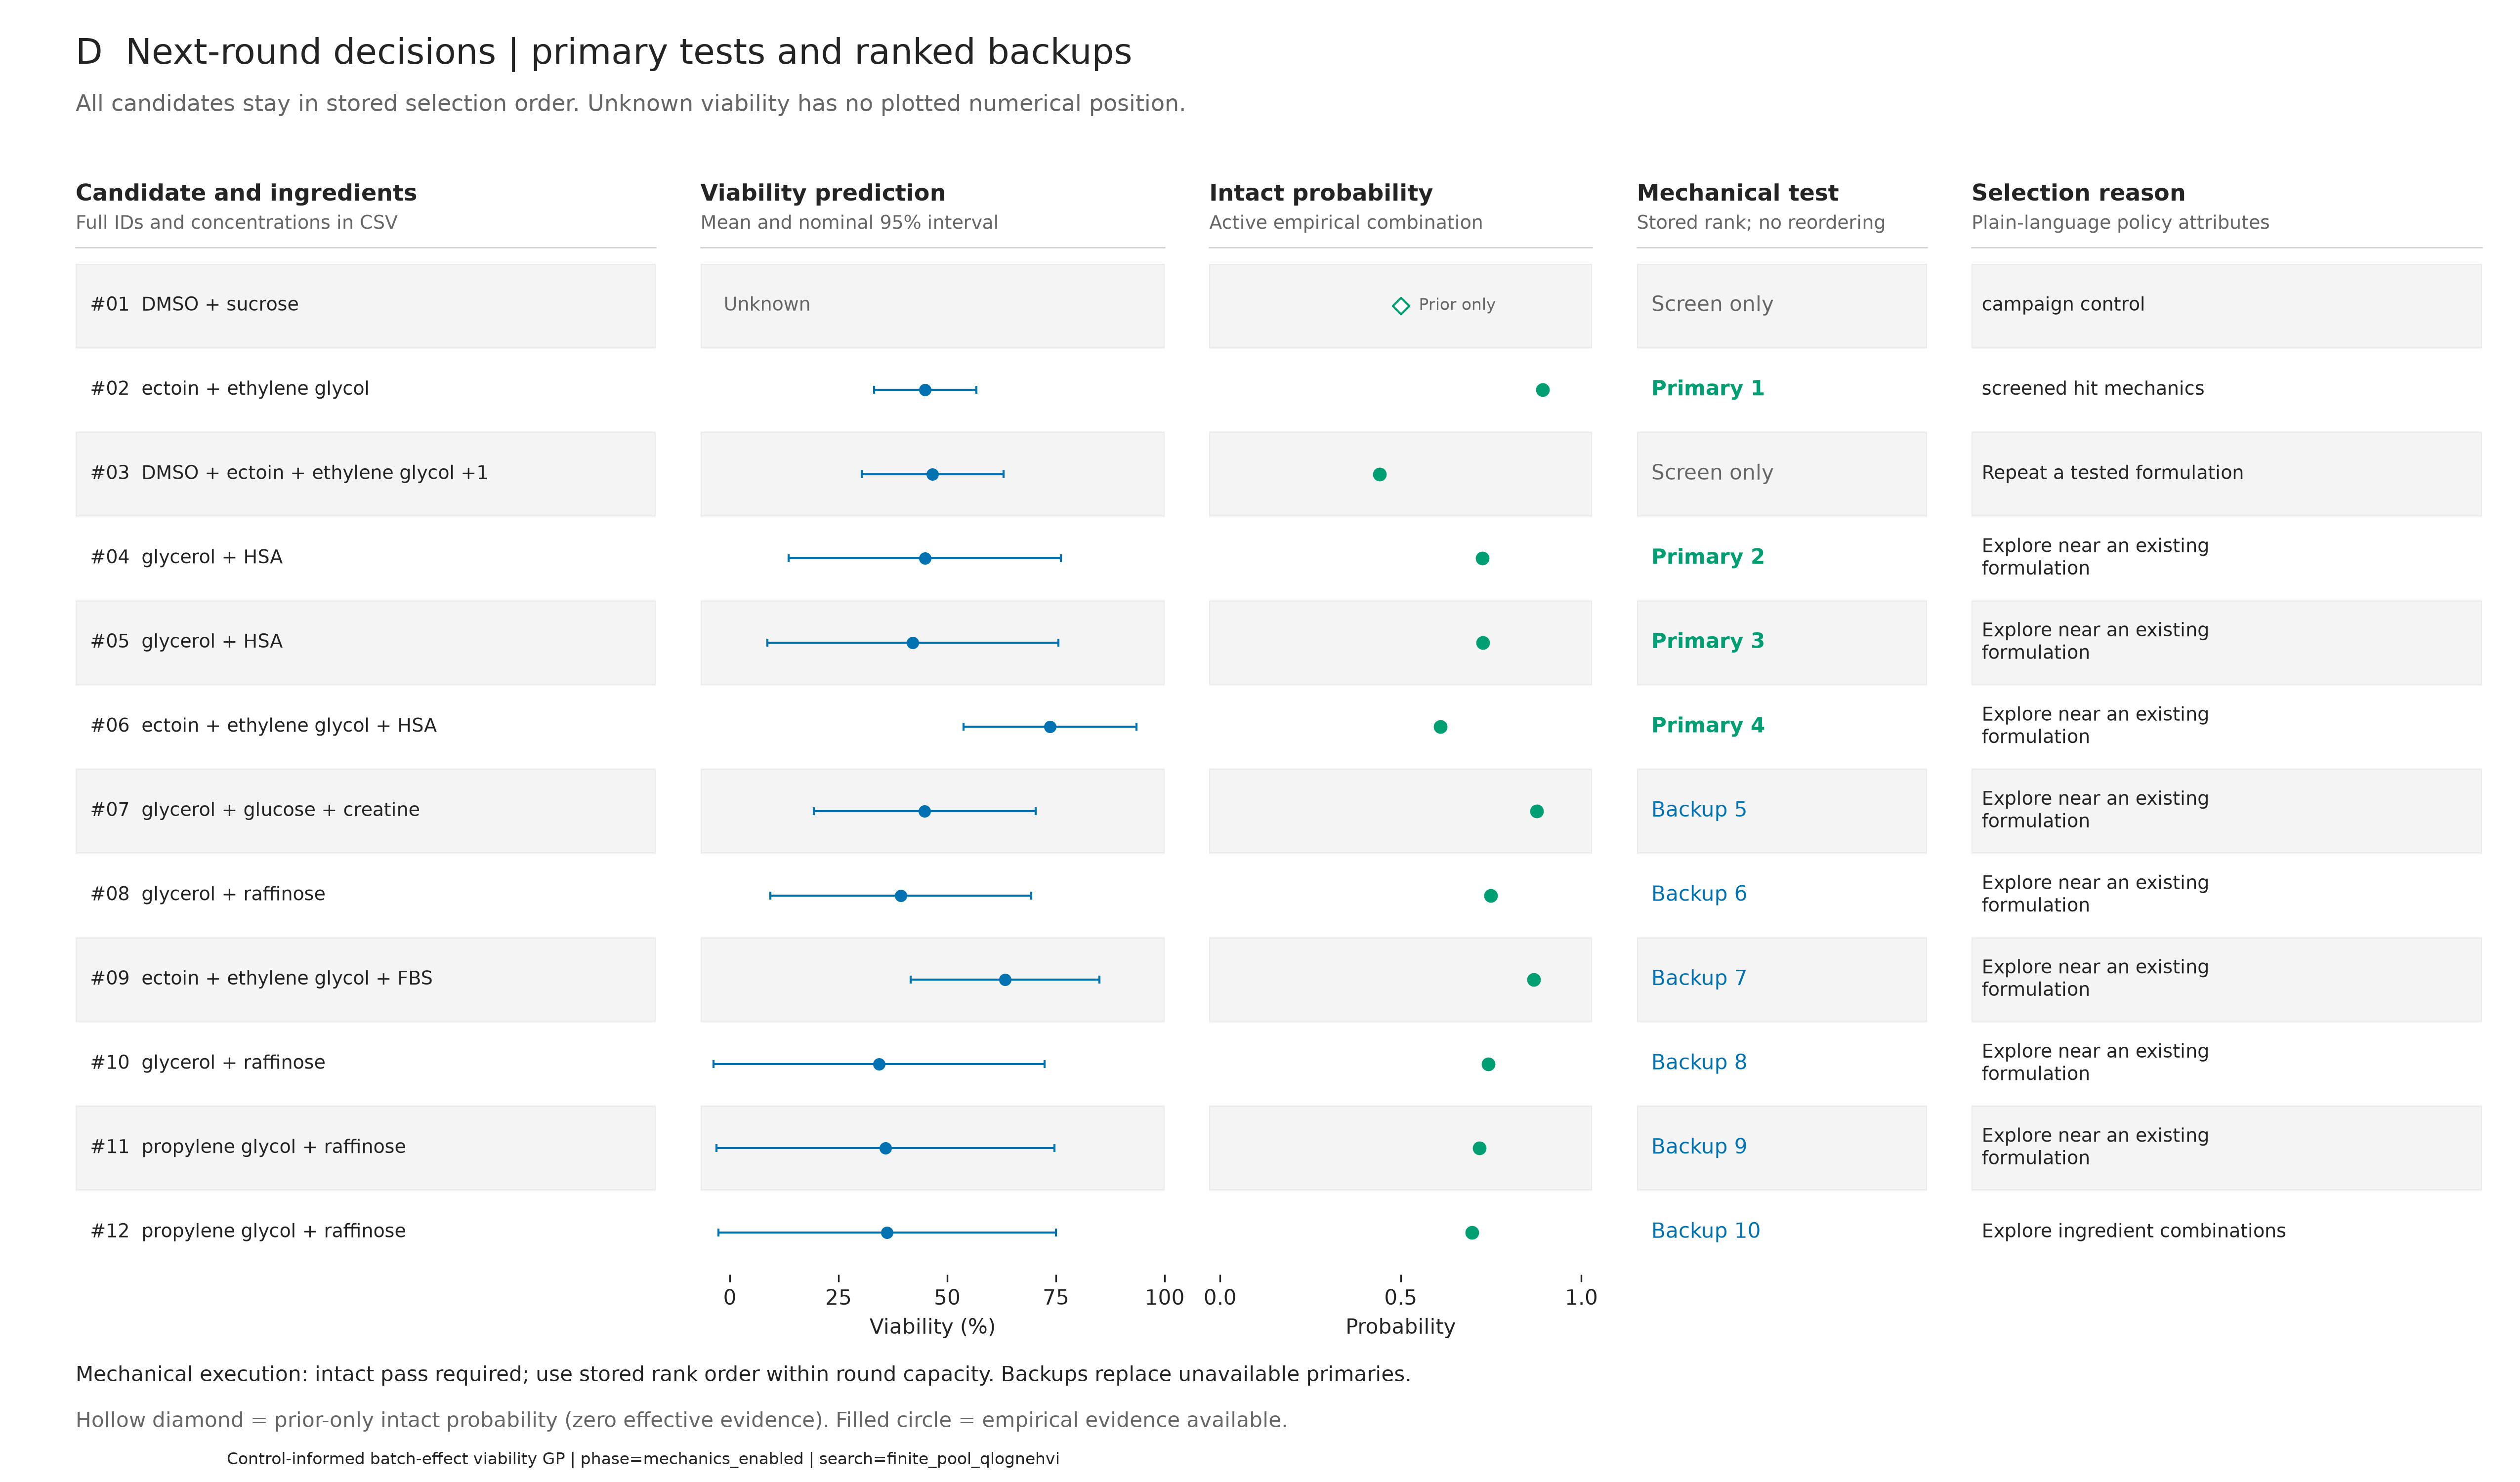 D  Next-round decisions | primary tests and ranked backups
All candidates stay in stored selection order. Unknown viability has no plotted numerical position.
Candidate and ingredients
Full IDs and concentrations in CSV
Viability prediction
Mean and nominal 95% interval
Intact probability
Active empirical combination
Mechanical test
Stored rank; no reordering
Selection reason
Plain-language policy attributes
#01  DMSO + sucrose
Unknown
Prior only
Screen only
campaign control
#02  ectoin + ethylene glycol
Primary 1
screened hit mechanics
#03  DMSO + ectoin + ethylene glycol +1
Screen only
Repeat a tested formulation
#04  glycerol + HSA
Primary 2
Explore near an existing
formulation
#05  glycerol + HSA
Primary 3
Explore near an existing
formulation
#06  ectoin + ethylene glycol + HSA
Primary 4
Explore near an existing
formulation
#07  glycerol + glucose + creatine
Backup 5
Explore near an existing
formulation
#08  glycerol + raffinose
Backup 6
Explore near an existing
formulation
#09  ectoin + ethylene glycol + FBS
Backup 7
Explore near an existing
formulation
#10  glycerol + raffinose
Backup 8
Explore near an existing
formulation
#11  propylene glycol + raffinose
Backup 9
Explore near an existing
formulation
#12  propylene glycol + raffinose
Backup 10
Explore ingredient combinations
0 25 50 75 100
Viability (%)
0.0 0.5 1.0
Probability
Mechanical execution: intact pass required; use stored rank order within round capacity. Backups replace unavailable primaries.
Hollow diamond = prior-only intact probability (zero effective evidence). Filled circle = empirical evidence available.
Control-informed batch-effect viability GP | phase=mechanics_enabled | search=finite_pool_qlognehvi